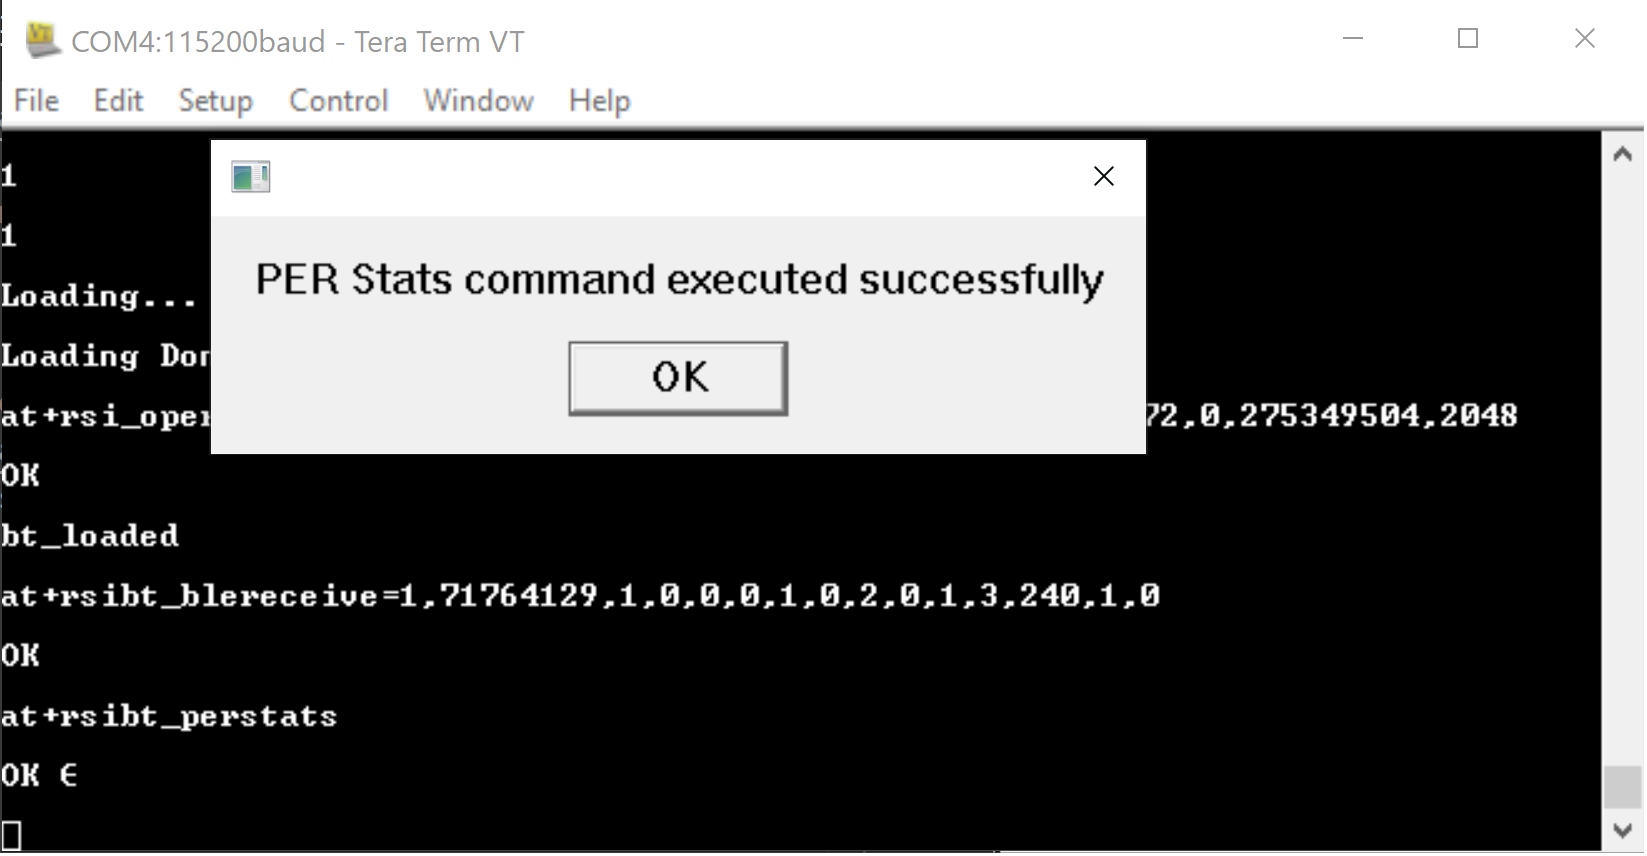 COM4:115200baud - Tera Term VT
File Edit Setup Control Window Help
1
1
Loading...
PER Stats command executed successfully
Loading Don
OK
at+rsi_oper 72,0,275349504,2048
OK
bt_loaded
at+rsibt_blereceive=1,71764129,1,0,0,0,1,0,2,0,1,3,240,1,0
OK
at+rsibt_perstats
OK €